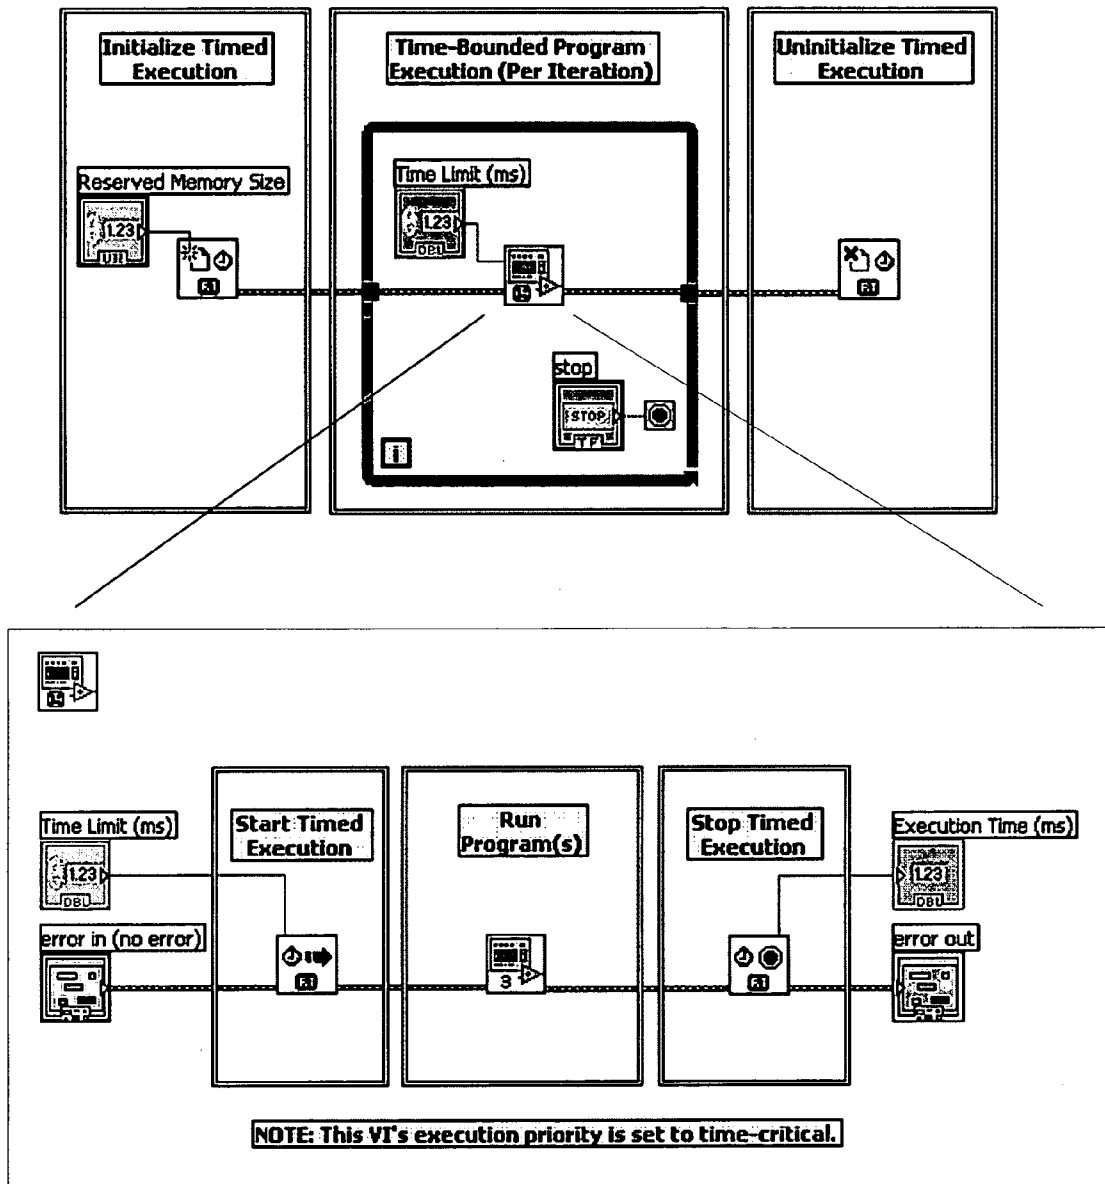 Initialize Timed
Execution
Time-Bounded Program
Execution (Per Iteration)
Uninitialize Timed
Execution
Reserved Memory Size
1.23
U32
Time Limit (ms)
1.23
DBL
stop
STOP
TF
i
Time Limit (ms)
1.23
DBL
error in (no error)
Start Timed
Execution
Run
Program(s)
3
Stop Timed
Execution
Execution Time (ms)
1.23
DBL
error out
NOTE: This VI's execution priority is set to time-critical.